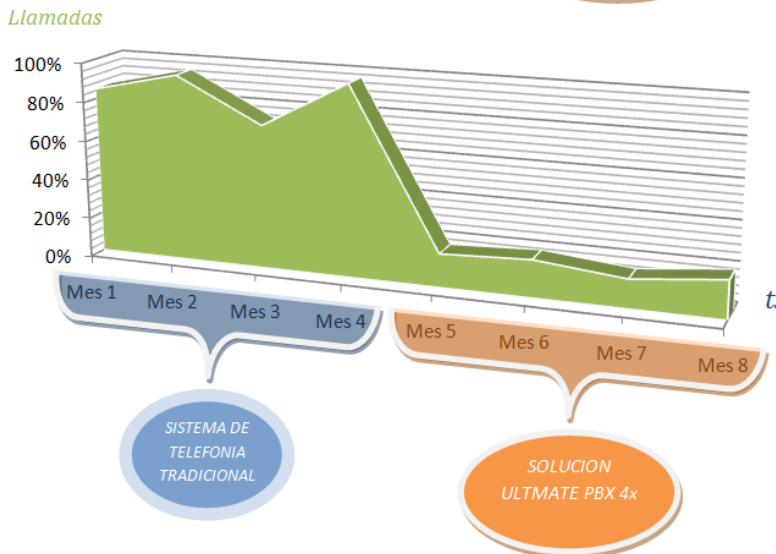 Llamadas
100%
80%
60%
40%
20%
0%
Mes 1 Mes 2 Mes 3 Mes 4 Mes 5 Mes 6 Mes 7 Mes 8
SISTEMA DE
TELEFONIA
TRADICIONAL
SOLUCION
ULTMATE PBX 4x